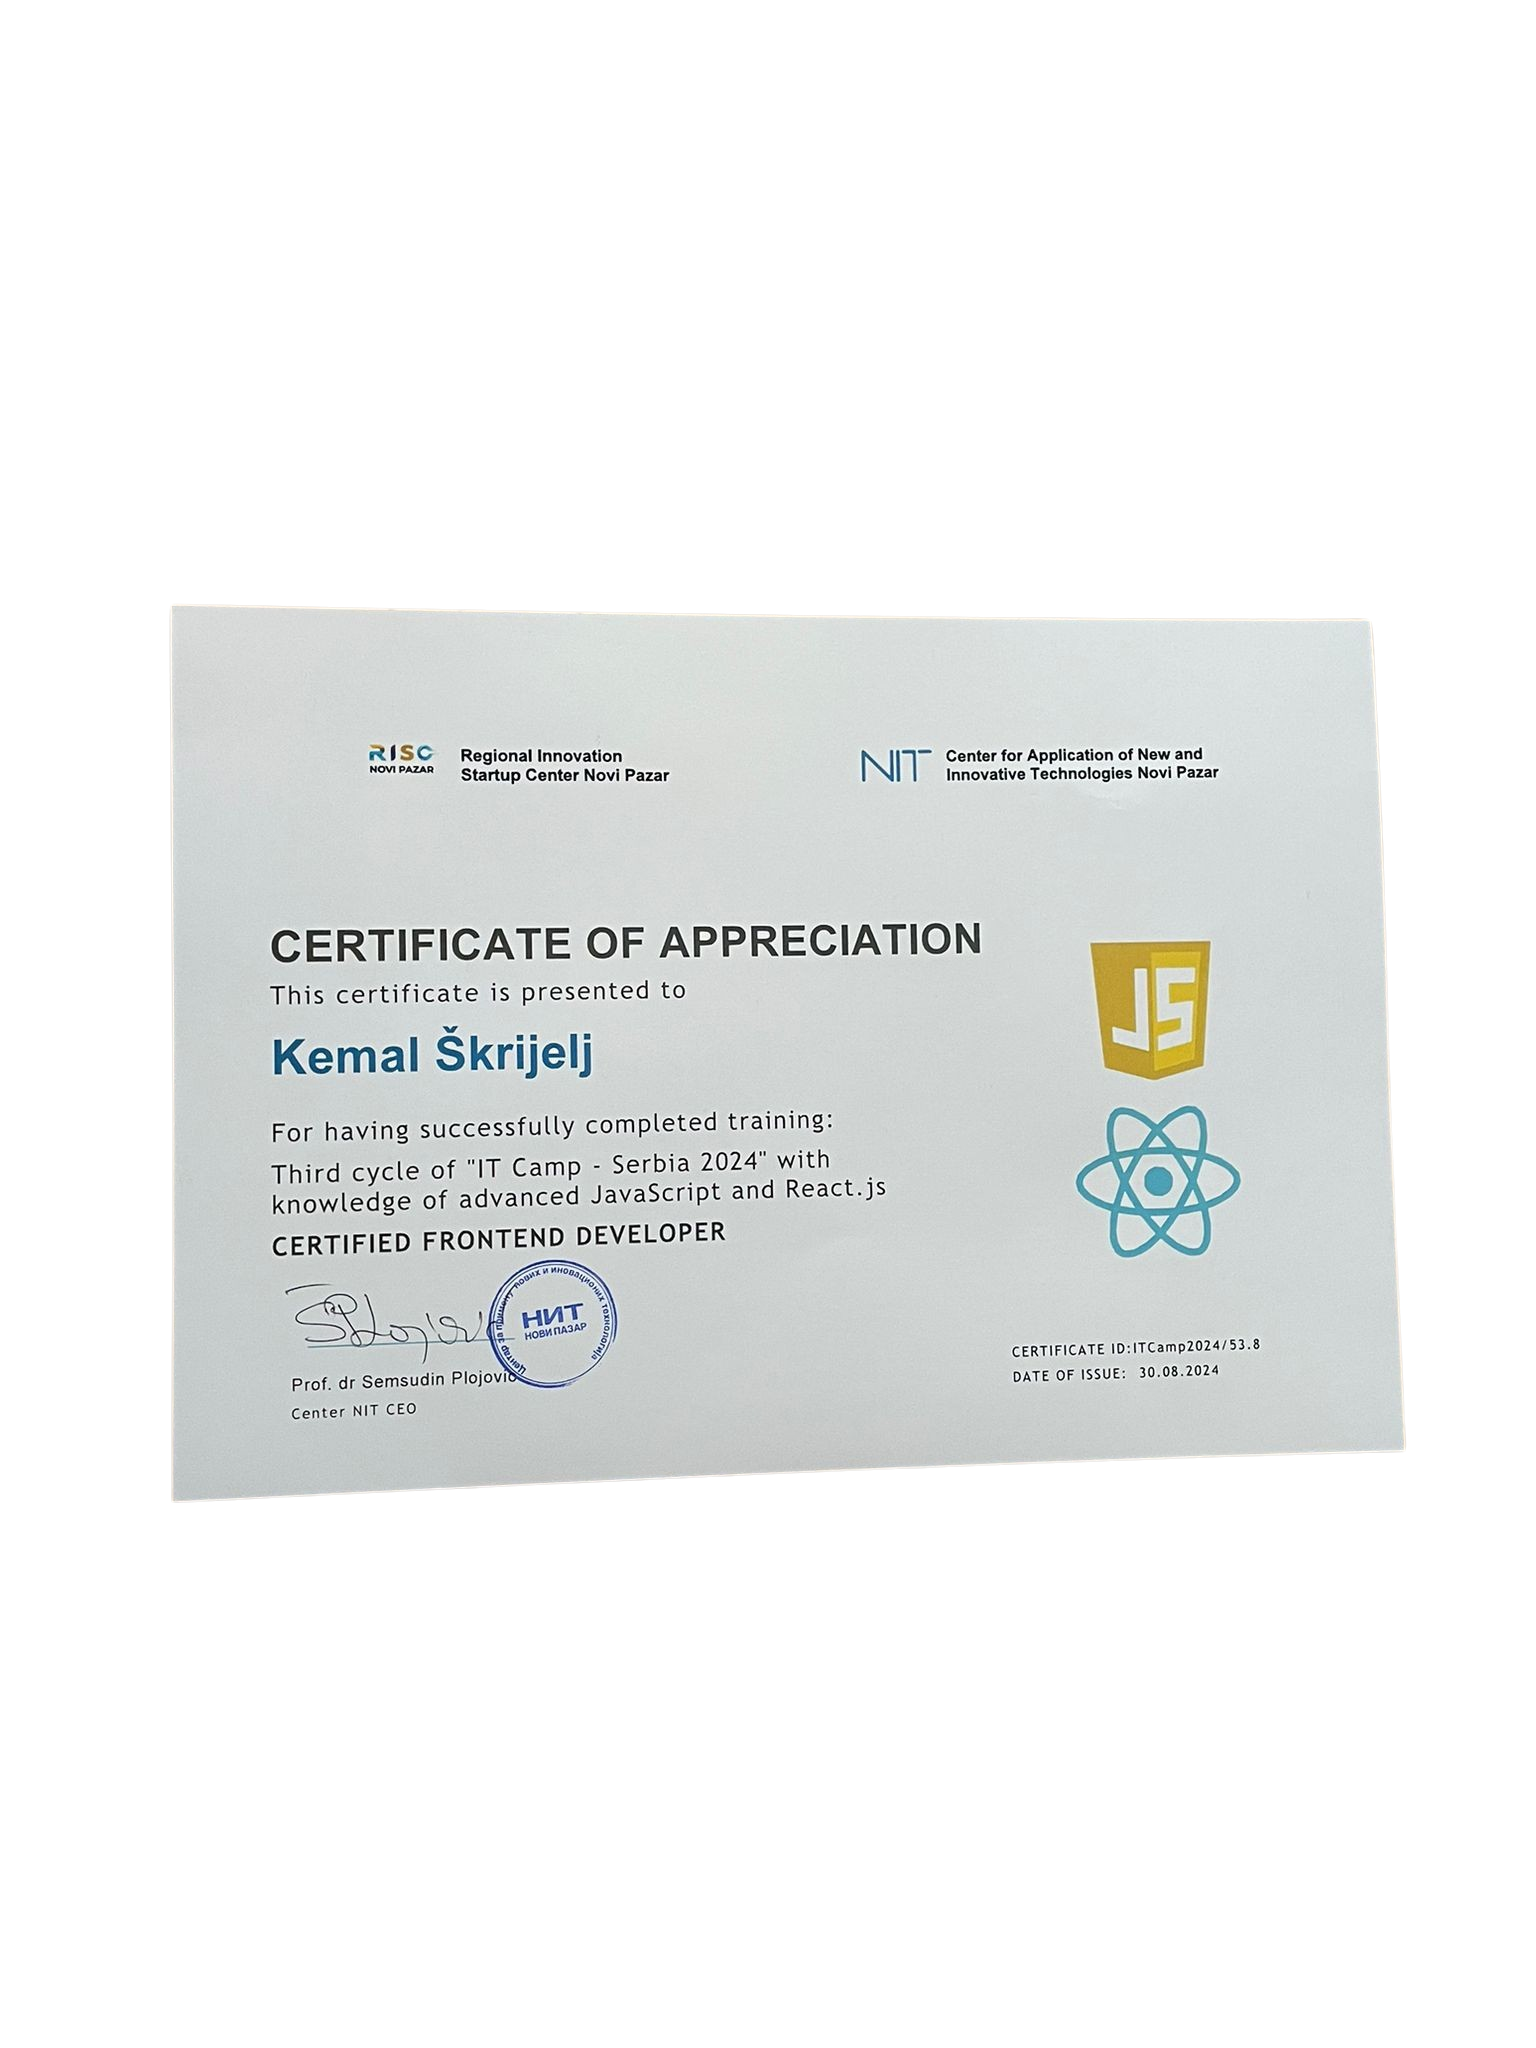 RISC
NOVI PAZAR
Regional Innovation
Startup Center Novi Pazar
NIT
Center for Application of New and
Innovative Technologies Novi Pazar
CERTIFICATE OF APPRECIATION
This certificate is presented to
Kemal Škrijelj
For having successfully completed training:
Third cycle of "IT Camp - Serbia 2024" with
knowledge of advanced JavaScript and React.js
CERTIFIED FRONTEND DEVELOPER
JS
Центар за примену нових и иновационих технологија
НИТ
НОВИ ПАЗАР
Prof. dr Semsudin Plojović
Center NIT CEO
CERTIFICATE ID:ITCamp2024/53.8
DATE OF ISSUE: 30.08.2024